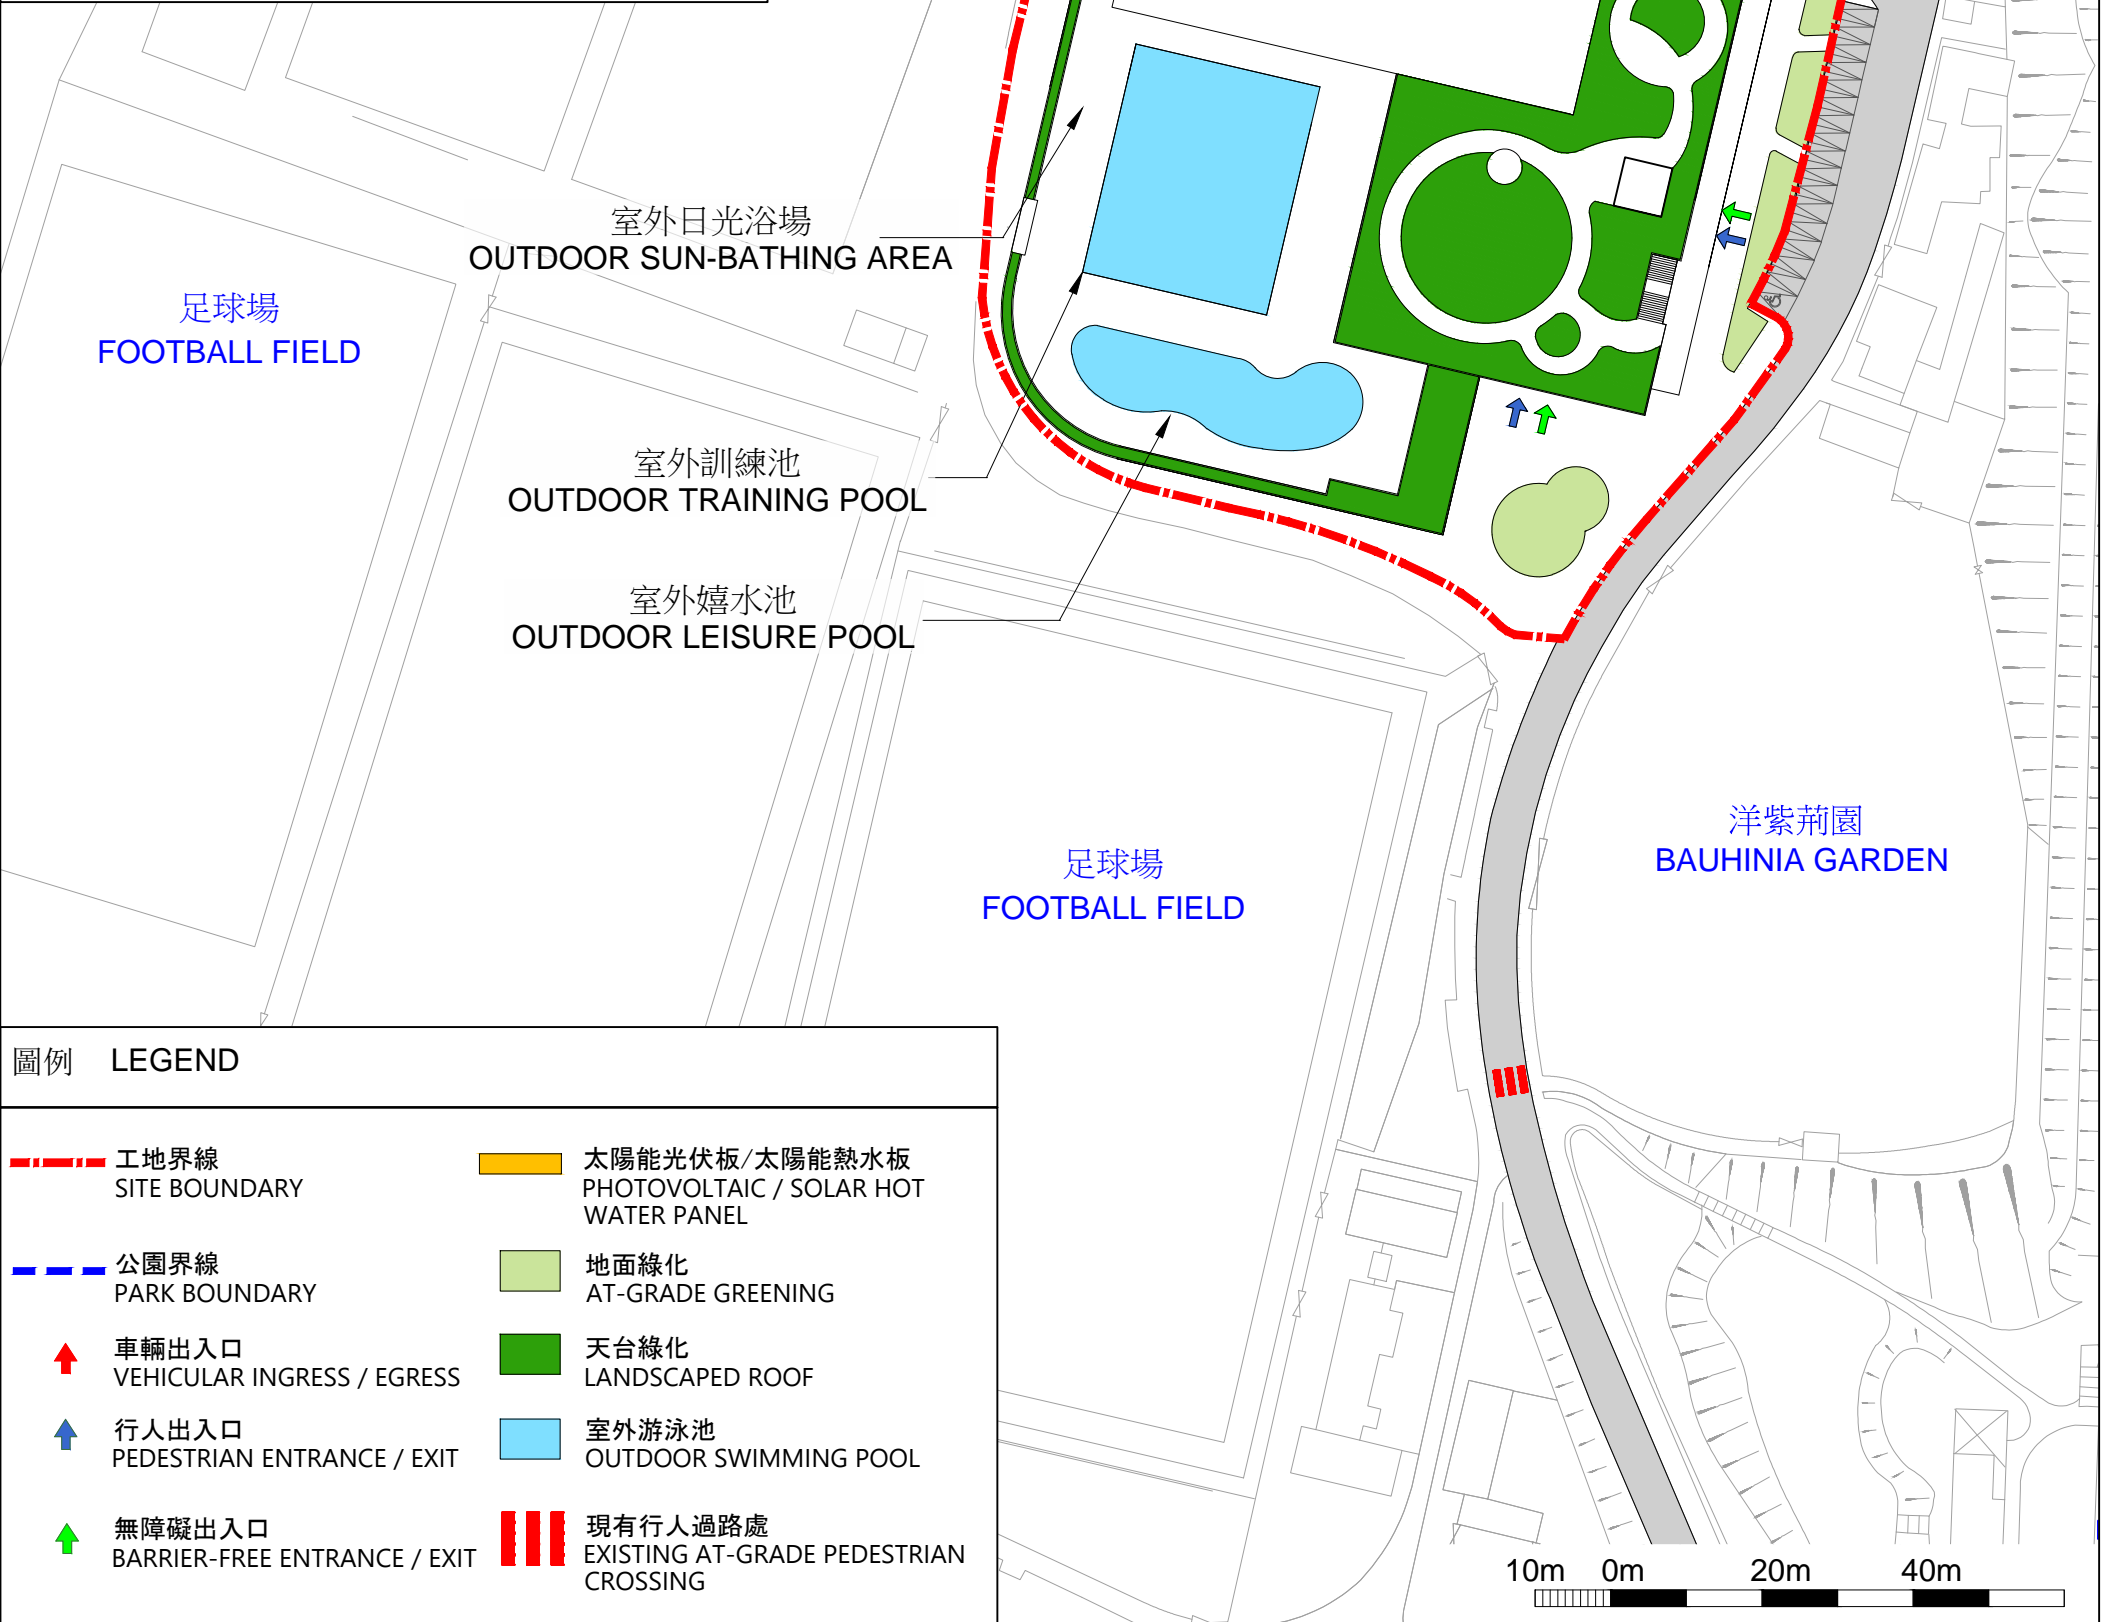 室外日光浴場
OUTDOOR SUN-BATHING AREA
足球場
FOOTBALL FIELD
室外訓練池
OUTDOOR TRAINING POOL
室外嬉水池
OUTDOOR LEISURE POOL
洋紫荊園
BAUHINIA GARDEN
足球場
FOOTBALL FIELD
圖例 LEGEND
工地界線
SITE BOUNDARY
公園界線
PARK BOUNDARY
車輛出入口
VEHICULAR INGRESS / EGRESS
行人出入口
PEDESTRIAN ENTRANCE / EXIT
無障礙出入口
BARRIER-FREE ENTRANCE / EXIT
太陽能光伏板/太陽能熱水板
PHOTOVOLTAIC / SOLAR HOT
WATER PANEL
地面綠化
AT-GRADE GREENING
天台綠化
LANDSCAPED ROOF
室外游泳池
OUTDOOR SWIMMING POOL
現有行人過路處
EXISTING AT-GRADE PEDESTRIAN
CROSSING
10m 0m 20m 40m